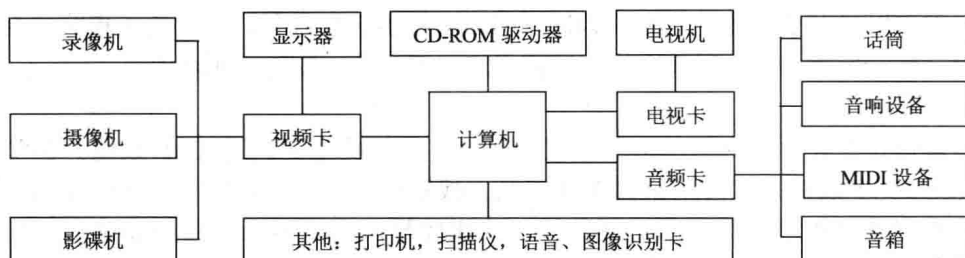 录像机
显示器
CD-ROM 驱动器
电视机
话筒
摄像机
视频卡
计算机
电视卡
音响设备
音频卡
MIDI 设备
影碟机
其他：打印机，扫描仪，语音、图像识别卡
音箱